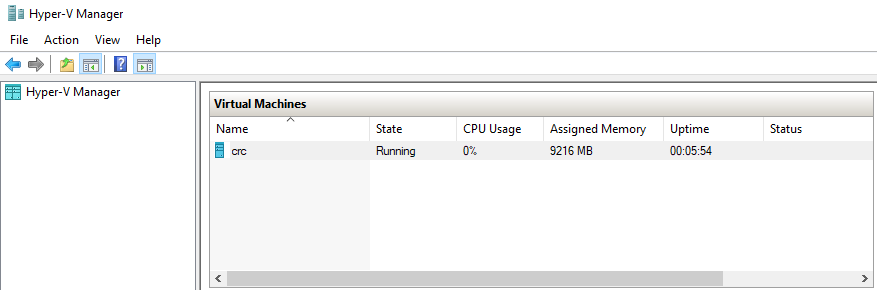 Hyper-V Manager
File Action View Help
Hyper-V Manager
Virtual Machines
Name State CPU Usage Assigned Memory Uptime Status
crc Running 0% 9216 MB 00:05:54